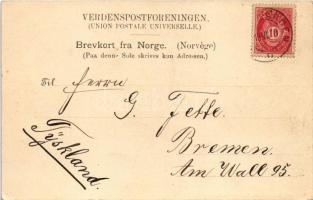 VERDENSPOSTFORENINGEN.
(UNION POSTALE UNIVERSELLE.)
Brevkort fra Norge. (Norvège)
(Paa denne Side skrives kun Adressen.)
10
Til Herrn
G. Fette.
Bremen
Am Wall 95.
Tyskland.